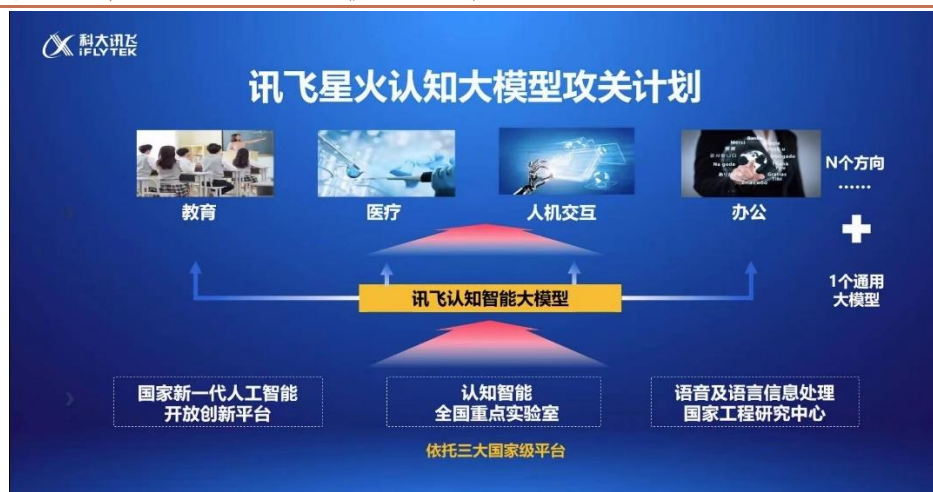 科大讯飞
iFLYTEK
讯飞星火认知大模型攻关计划
教育
医疗
人机交互
办公
N个方向
......
+
1个通用
大模型
讯飞认知智能大模型
国家新一代人工智能
开放创新平台
认知智能
全国重点实验室
语音及语言信息处理
国家工程研究中心
依托三大国家级平台